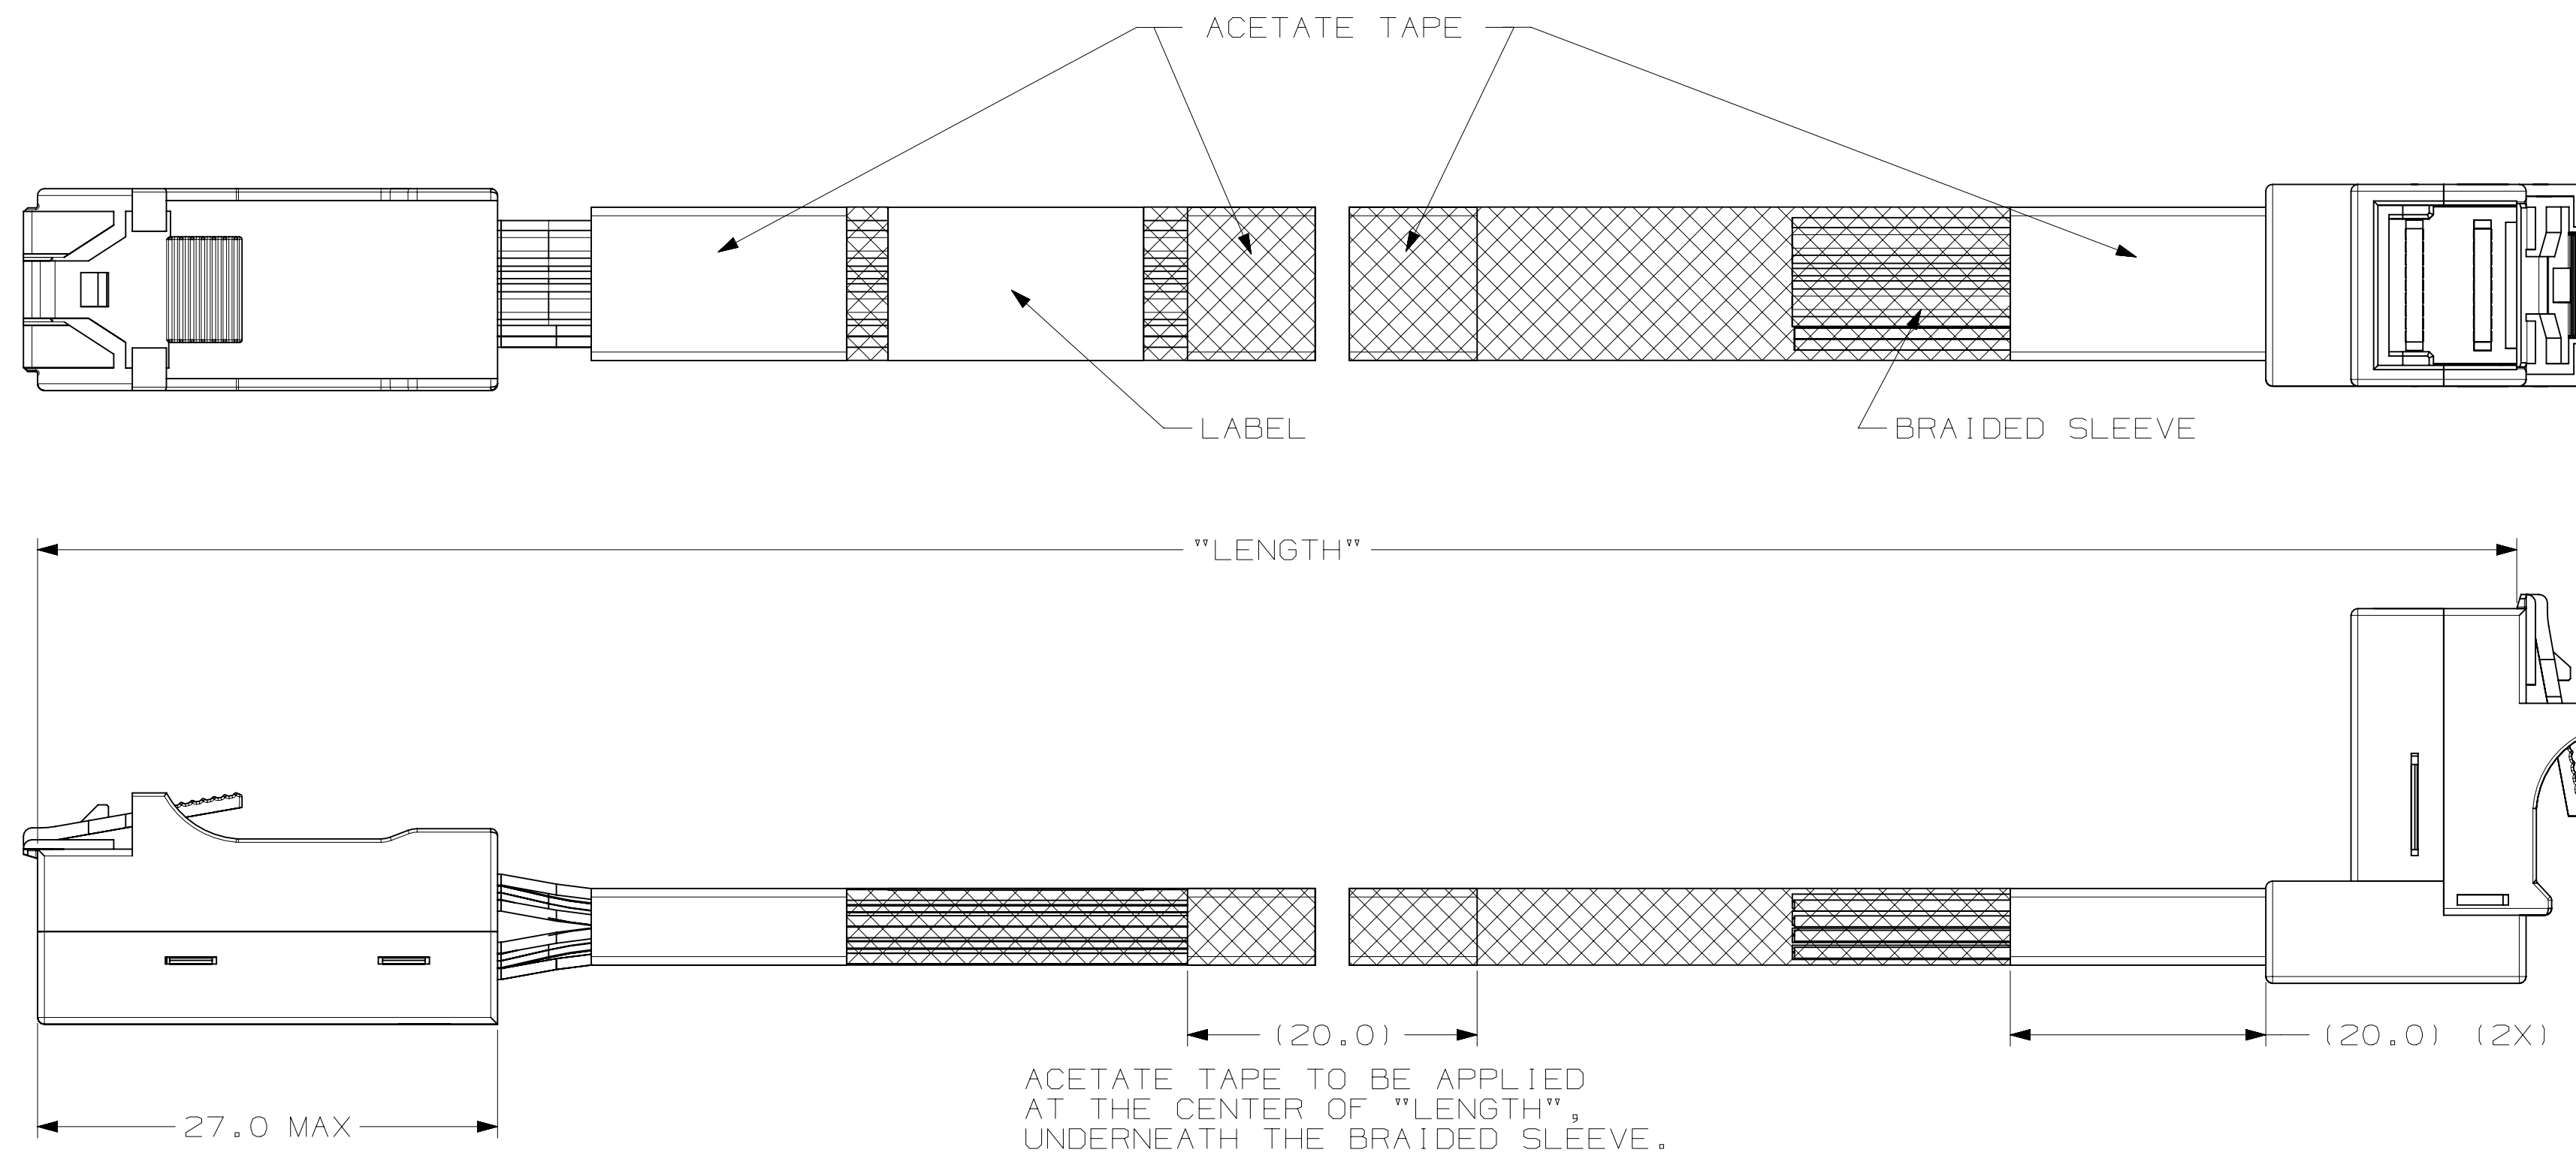 ACETATE TAPE
LABEL
BRAIDED SLEEVE
"LENGTH"
(20.0)
(20.0) (2X)
ACETATE TAPE TO BE APPLIED
AT THE CENTER OF "LENGTH",
UNDERNEATH THE BRAIDED SLEEVE.
27.0 MAX